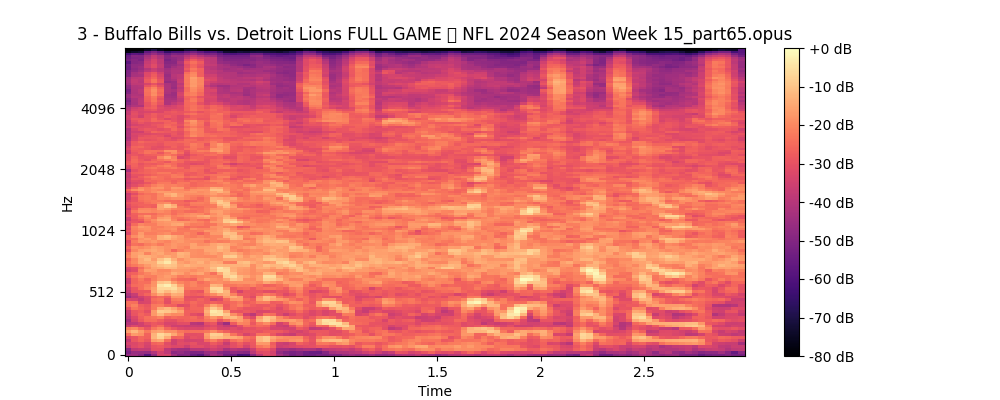 3 - Buffalo Bills vs. Detroit Lions FULL GAME ▯ NFL 2024 Season Week 15_part65.opus
+0 dB
4096
-10 dB
-20 dB
2048
-30 dB
Hz
1024
-40 dB
-50 dB
512
-60 dB
-70 dB
0
-80 dB
0 0.5 1 1.5 2 2.5
Time